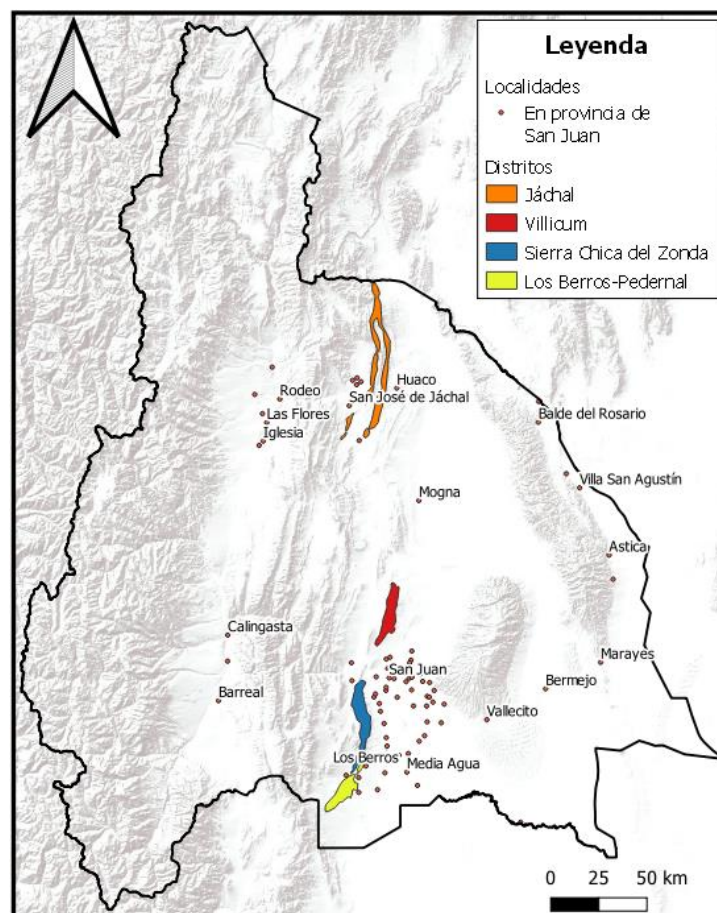 Leyenda
Localidades
En provincia de
San Juan
Distritos
Jáchal
Villicum
Sierra Chica del Zonda
Los Berros-Pedernal
Huaco
Rodeo
San José de Jáchal
Las Flores
Balde del Rosario
Iglesia
Villa San Agustín
Mogna
Astica
Calingasta
Marayes
San Juan
Bermejo
Barreal
Vallecito
Los Berros
Media Agua
0 25 50 km